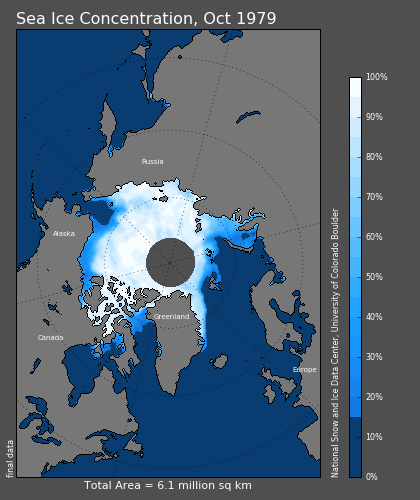 Sea Ice Concentration, Oct 1979
Russia
Alaska
Greenland
Canada
Europe
100%
90%
80%
70%
60%
50%
40%
30%
20%
10%
0%
National Snow and Ice Data Center, University of Colorado Boulder
final data
Total Area = 6.1 million sq km